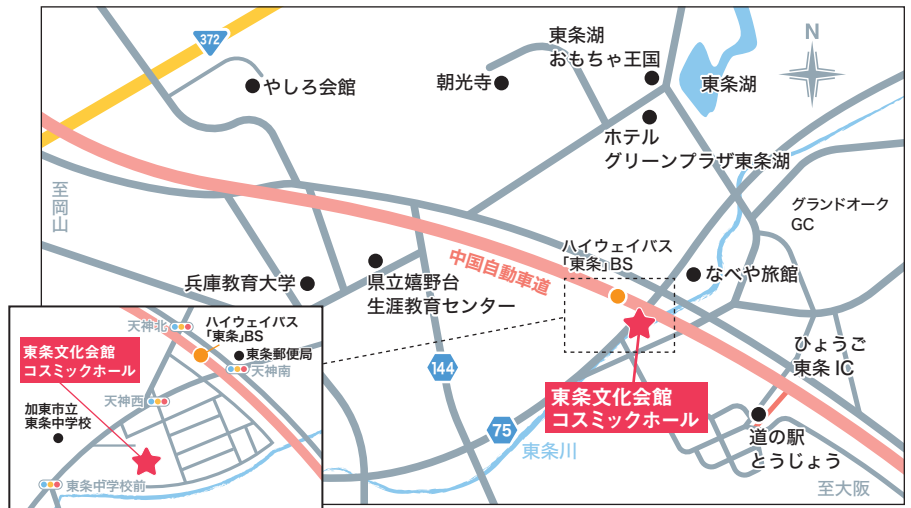 372
やしろ会館
朝光寺
東条湖
おもちゃ王国
東条湖
N
ホテル
グリーンプラザ東条湖
至岡山
グランドオーク
GC
中国自動車道
ハイウェイバス
「東条」BS
なべや旅館
兵庫教育大学
県立嬉野台
生涯教育センター
144
75
東条川
東条文化会館
コスミックホール
ひょうご
東条IC
道の駅
とうじょう
至大阪
天神北
ハイウェイバス
「東条」BS
東条郵便局
天神南
東条文化会館
コスミックホール
天神西
加東市立
東条中学校
東条中学校前